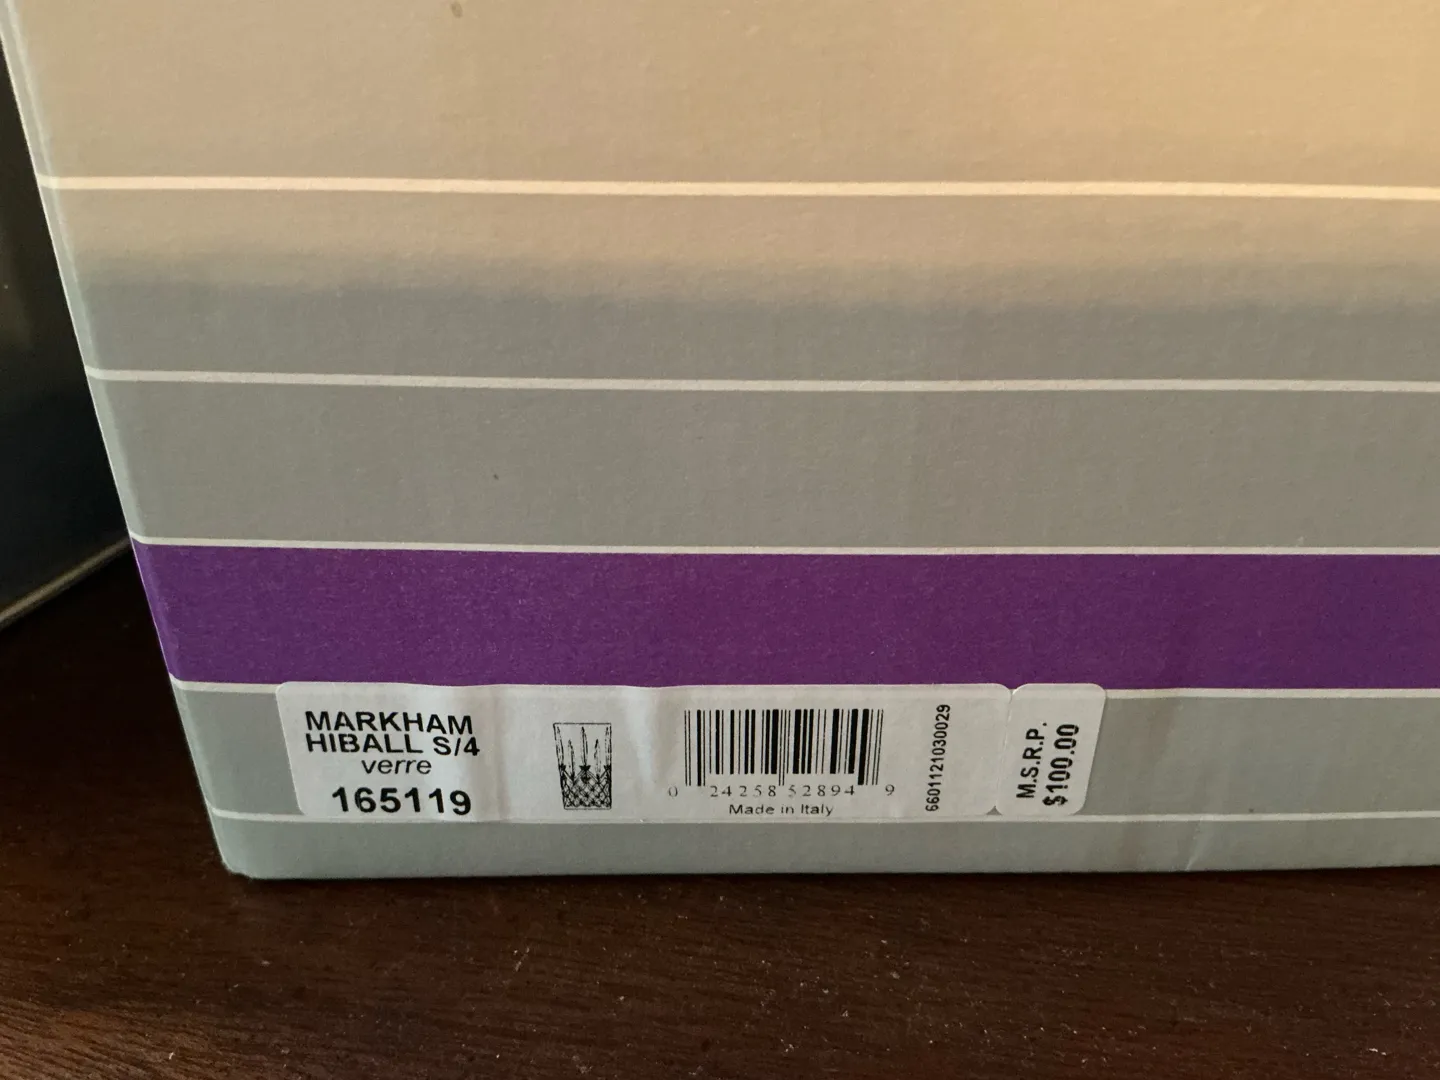 MARKHAM
HIBALL S/4
verre
165119
0 24258 52894 9
Made in Italy
6601121030029
M.S.R.P.
$100.00